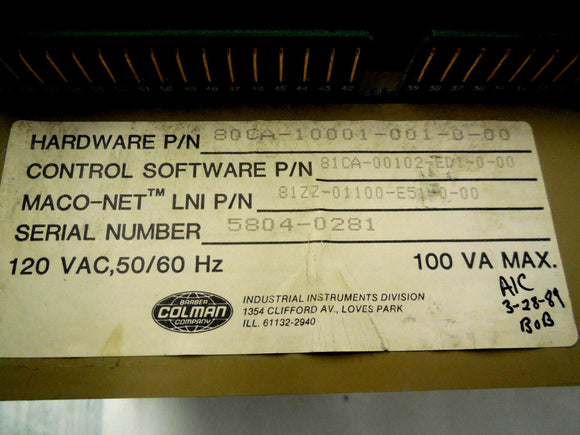 HARDWARE P/N 80CA-10001-001-0-00
CONTROL SOFTWARE P/N 81CA-00102-ED1-0-00
MACO-NET™ LNI P/N 81ZZ-01100-E51-0-00
SERIAL NUMBER 5804-0281
120 VAC, 50/60 Hz 100 VA MAX.
A/C
3-28-89
BOB
BARBER
COLMAN
COMPANY
INDUSTRIAL INSTRUMENTS DIVISION
1354 CLIFFORD AV., LOVES PARK
ILL. 61132-2940